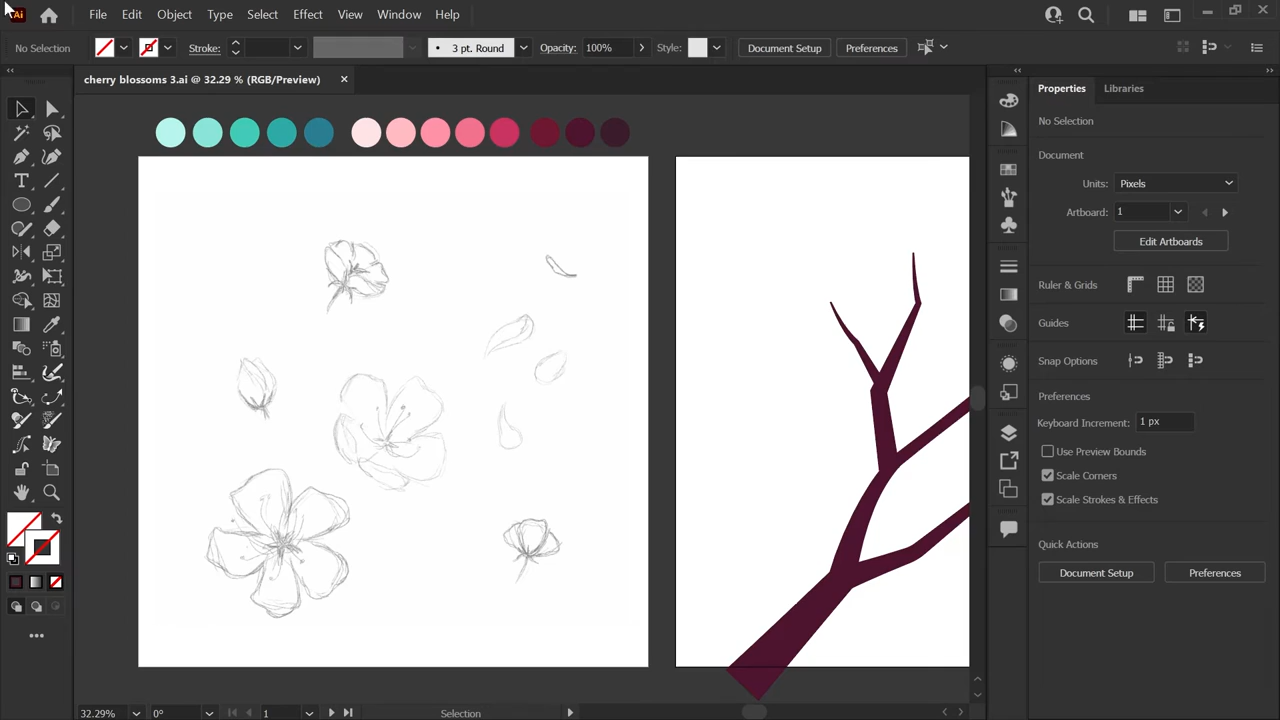 Ai File Edit Object Type Select Effect View Window Help
No Selection Stroke: 3 pt. Round Opacity: 100% Style: Document Setup Preferences
cherry blossoms 3.ai @ 32.29 % (RGB/Preview)
Properties Libraries
No Selection
Document
Units: Pixels
Artboard: 1
Edit Artboards
Ruler & Grids
Guides
Snap Options
Preferences
Keyboard Increment: 1 px
Use Preview Bounds
Scale Corners
Scale Strokes & Effects
Quick Actions
Document Setup Preferences
32.29% 0° 1 Selection